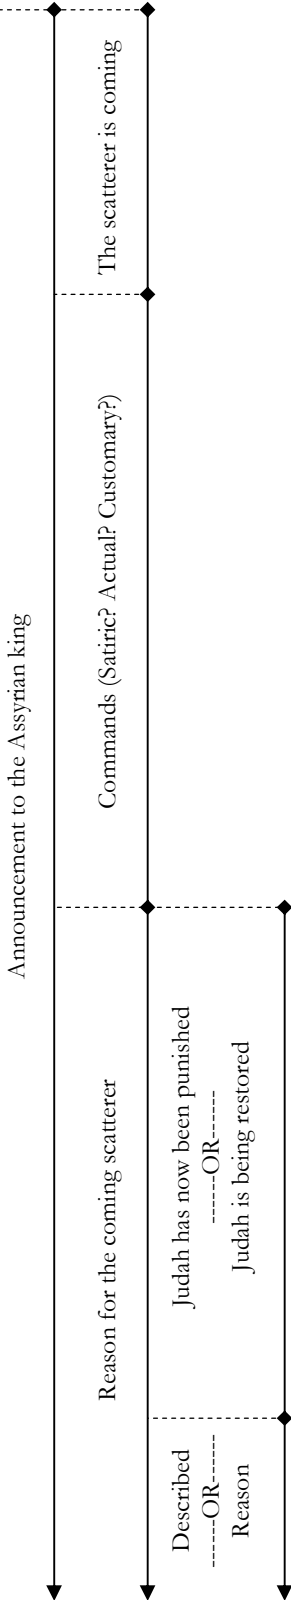 Announcement to the Assyrian king
The scatterer is coming
Commands (Satiric? Actual? Customary?)
Reason for the coming scatterer
Judah has now been punished
------OR------
Judah is being restored
Described
------OR------
Reason